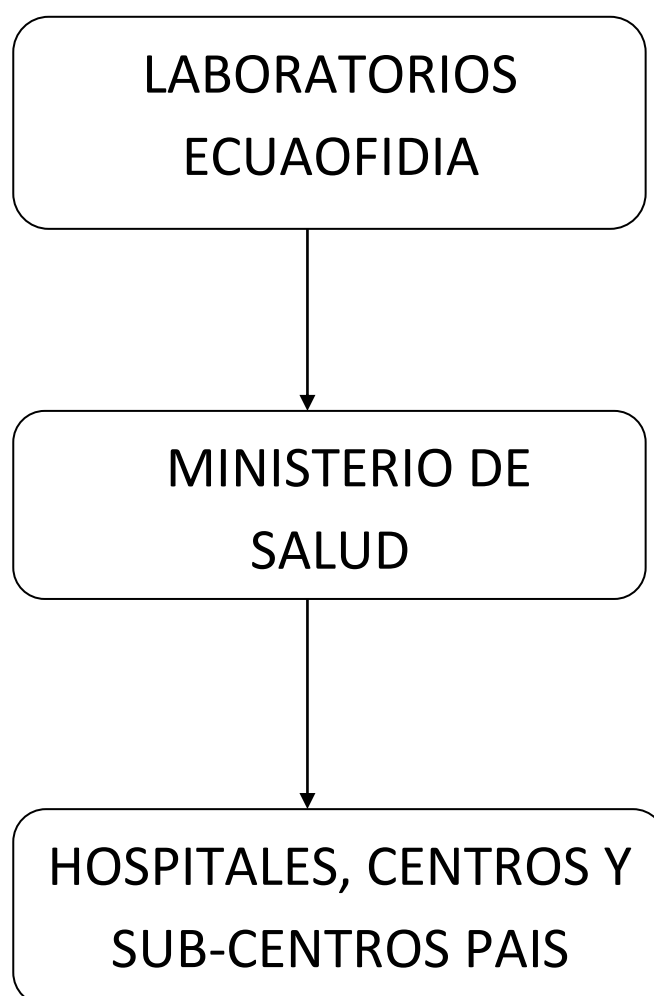 LABORATORIOS
ECUAOFIDIA
MINISTERIO DE
SALUD
HOSPITALES, CENTROS Y
SUB-CENTROS PAIS